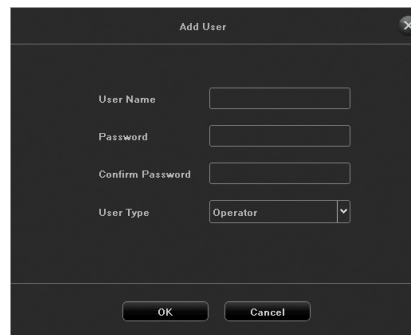 Add User
User Name
Password
Confirm Password
User Type
Operator
OK
Cancel